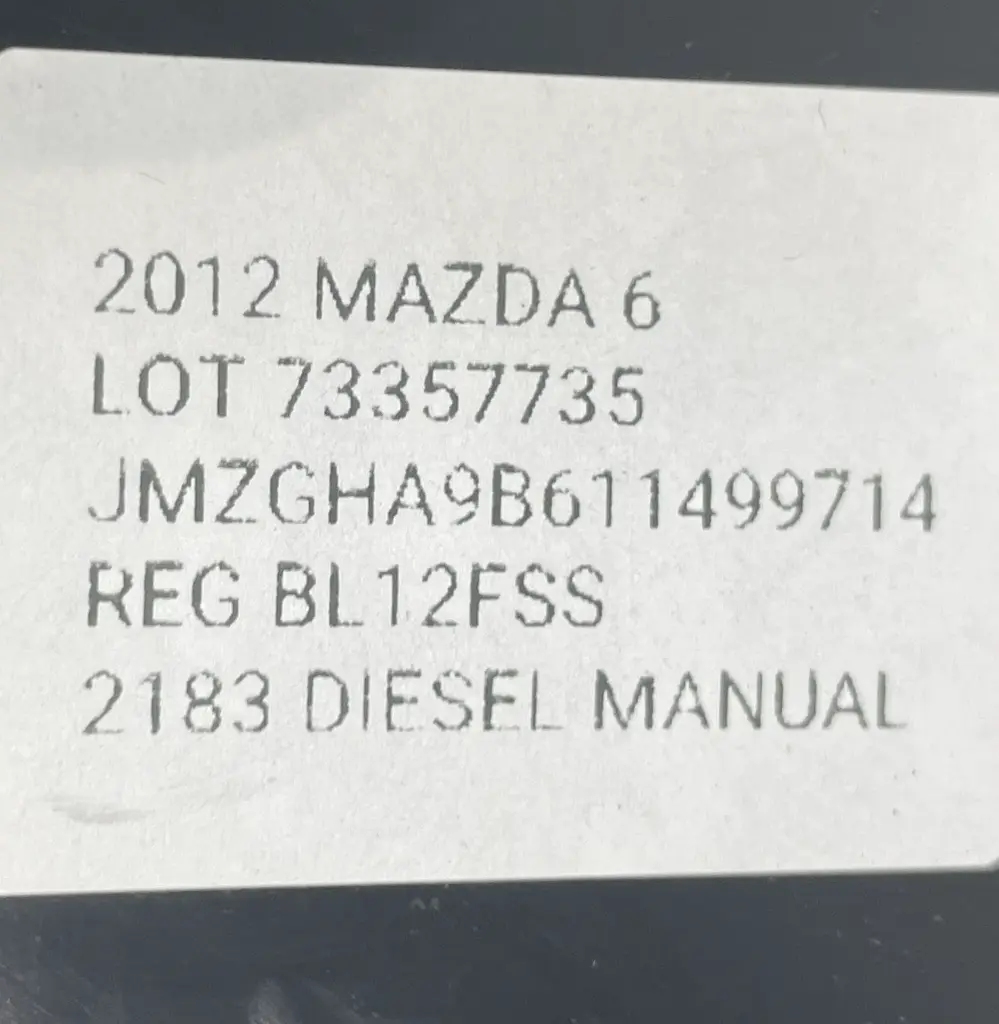 2012 MAZDA 6
LOT 73357735
JMZGHA9B611499714
REG BL12FSS
2183 DIESEL MANUAL